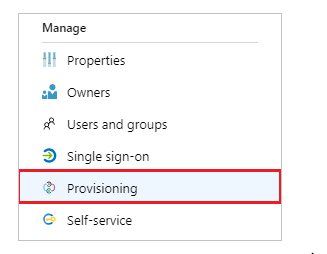 Manage
Properties
Owners
Users and groups
Single sign-on
Provisioning
Self-service
.